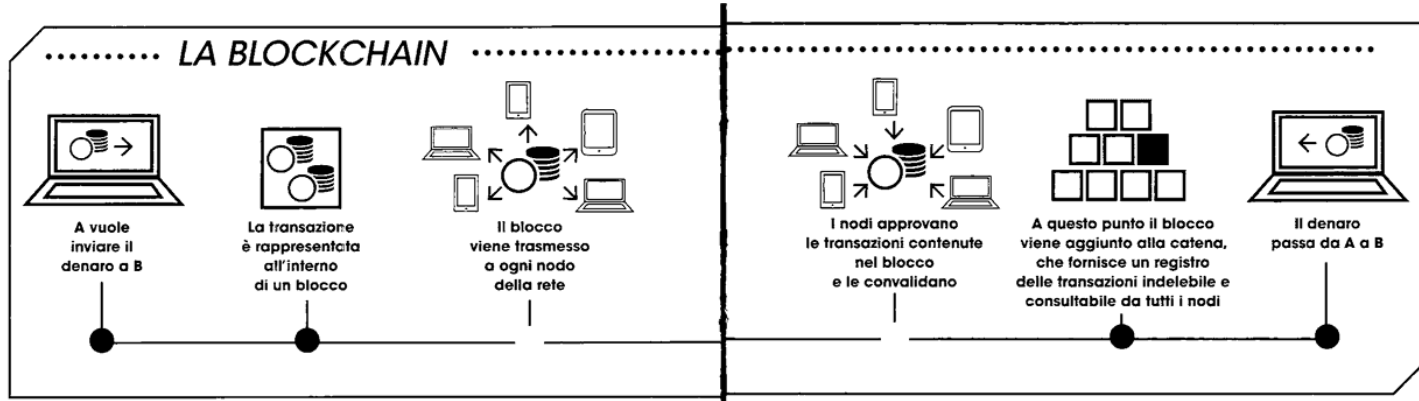 LA BLOCKCHAIN
A vuole
inviare il
denaro a B
La transazione
è rappresentata
all'interno
di un blocco
Il blocco
viene trasmesso
a ogni nodo
della rete
I nodi approvano
le transazioni contenute
nel blocco
e le convalidano
A questo punto il blocco
viene aggiunto alla catena,
che fornisce un registro
delle transazioni indelebile e
consultabile da tutti i nodi
Il denaro
passa da A a B